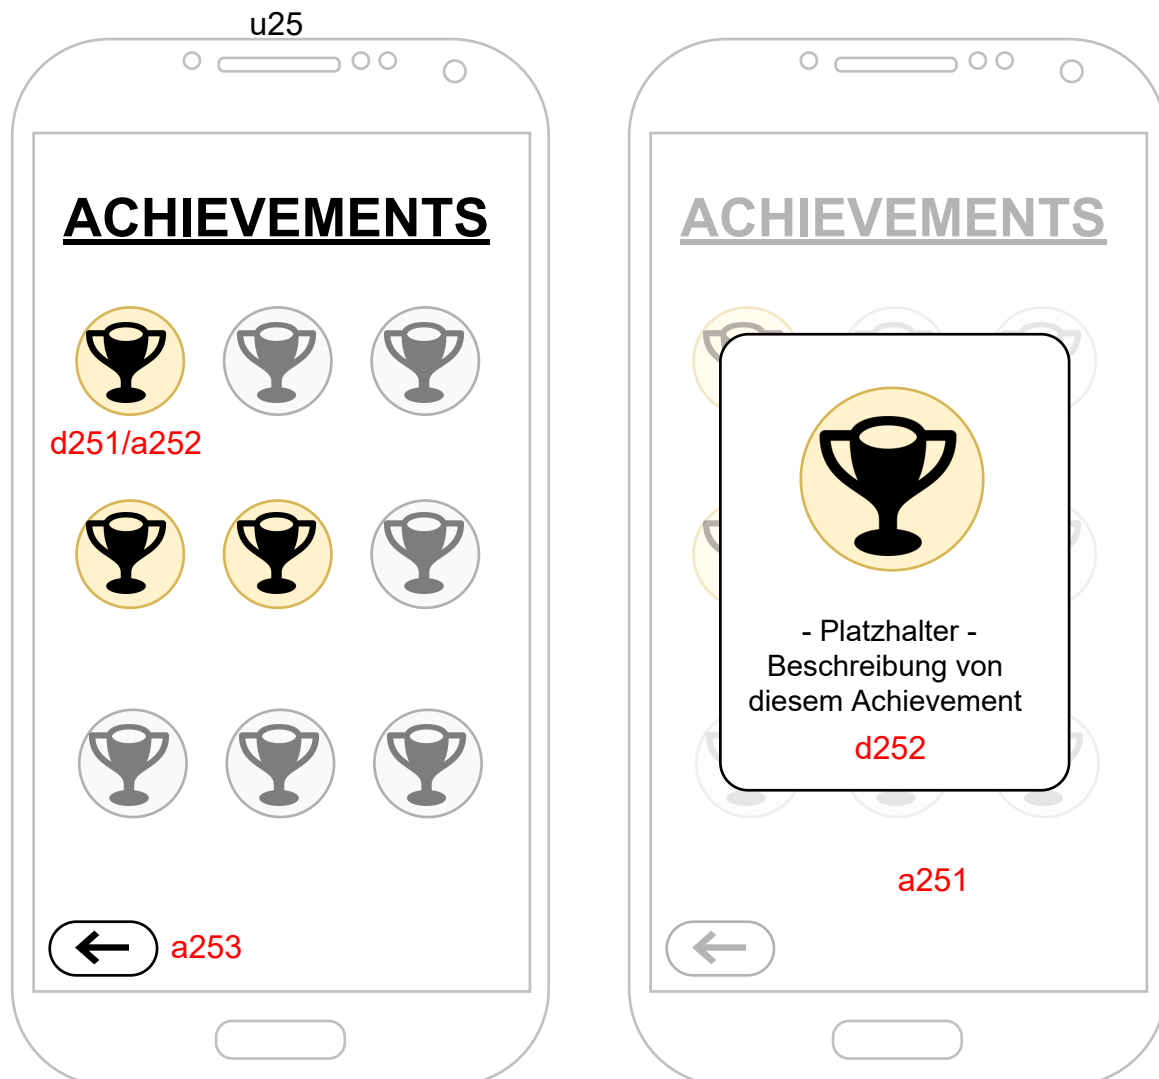 u25
ACHIEVEMENTS
d251/a252
a253
ACHIEVEMENTS
- Platzhalter -
Beschreibung von
diesem Achievement
d252
a251